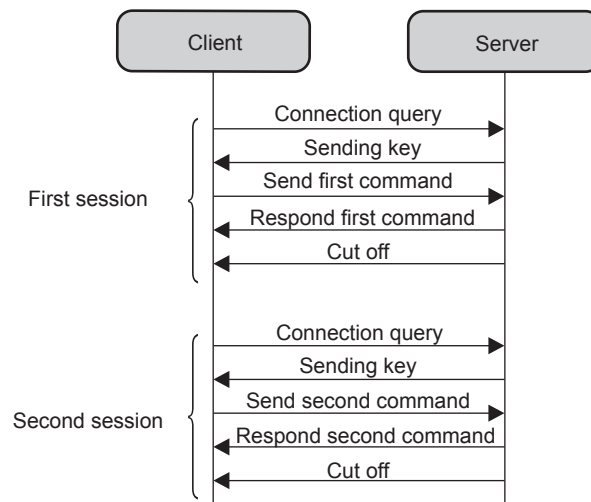 Client
Server
Connection query
Sending key
Send first command
First session
Respond first command
Cut off
Connection query
Sending key
Send second command
Second session
Respond second command
Cut off